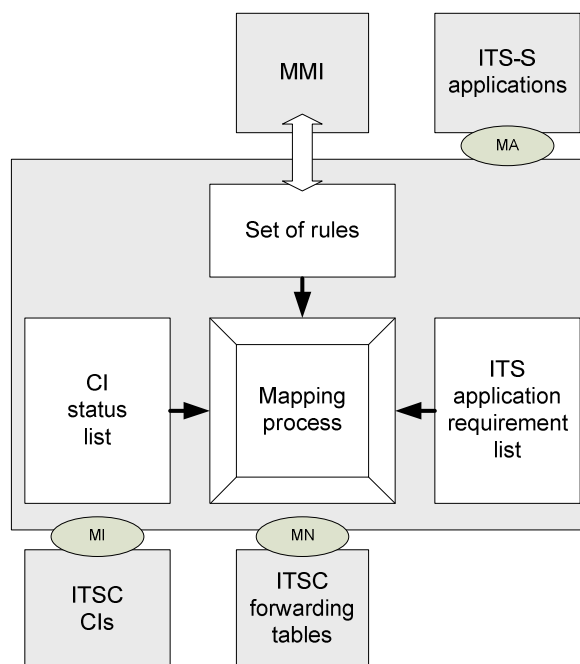 MMI
ITS-S
applications
MA
Set of rules
CI
status
list
Mapping
process
ITS
application
requirement
list
MI
MN
ITSC
CIs
ITSC
forwarding
tables